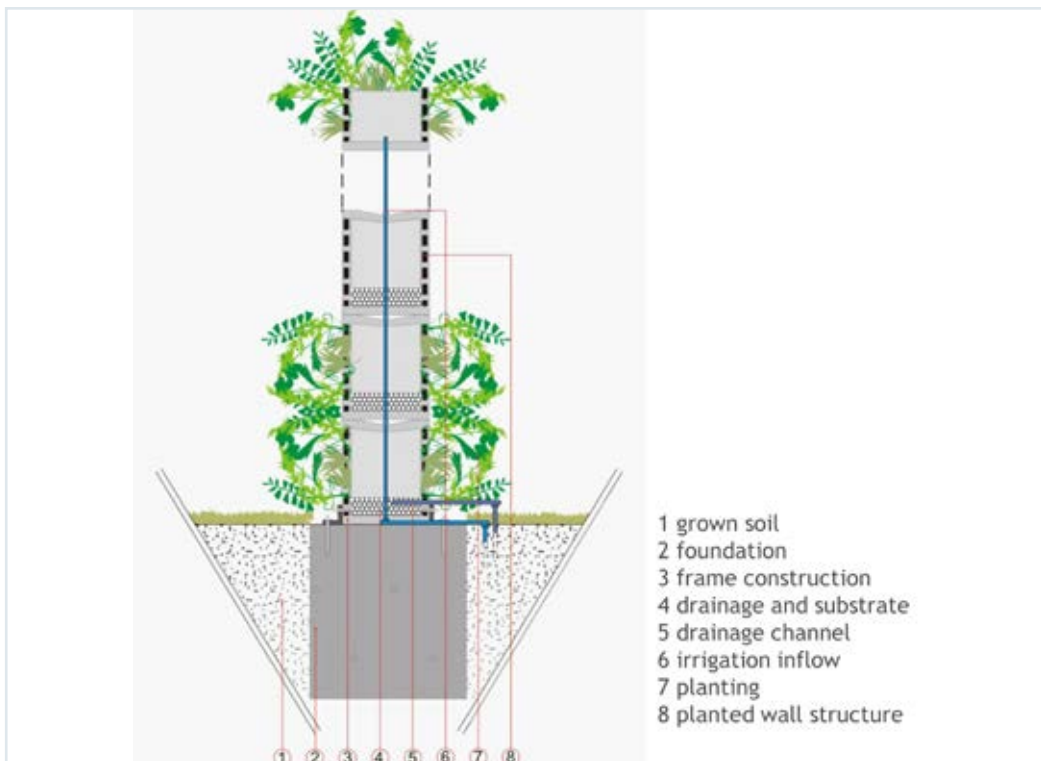 1 grown soil
2 foundation
3 frame construction
4 drainage and substrate
5 drainage channel
6 irrigation inflow
7 planting
8 planted wall structure
1 2 3 4 5 6 7 8